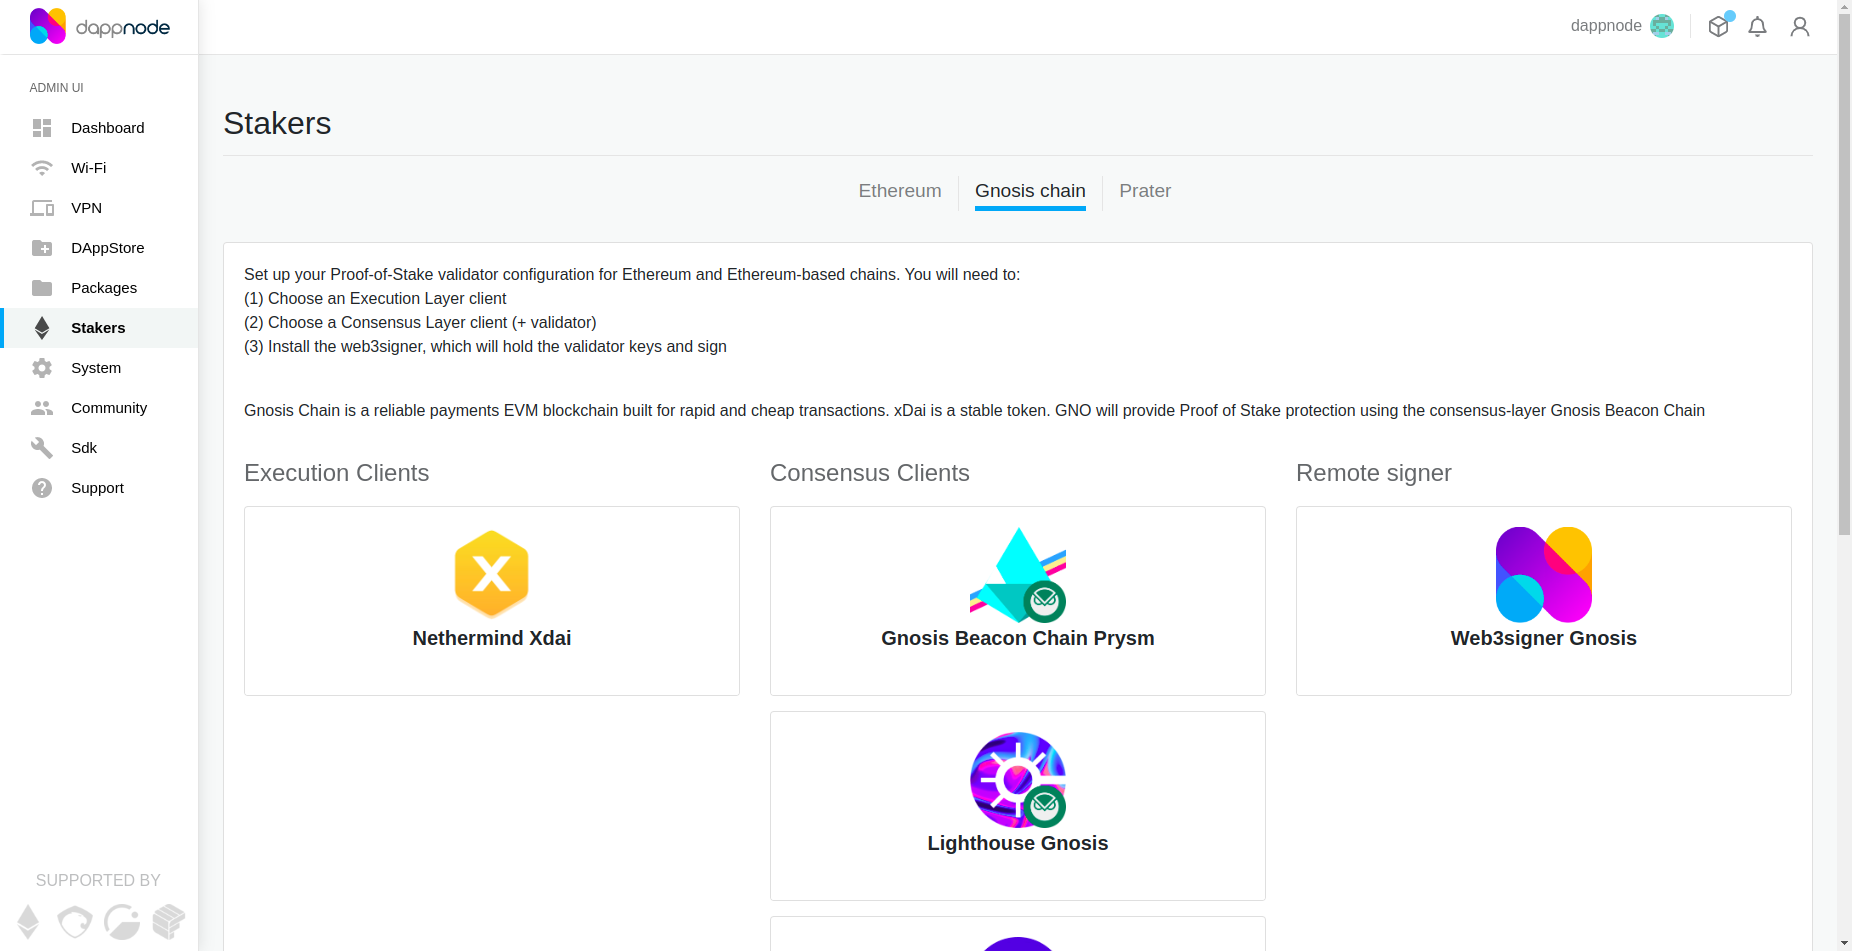 dappnode
dappnode
ADMIN UI
Dashboard
Wi-Fi
VPN
DAppStore
Packages
Stakers
System
Community
Sdk
Support
SUPPORTED BY
Stakers
Ethereum
Gnosis chain
Prater
Set up your Proof-of-Stake validator configuration for Ethereum and Ethereum-based chains. You will need to:
(1) Choose an Execution Layer client
(2) Choose a Consensus Layer client (+ validator)
(3) Install the web3signer, which will hold the validator keys and sign
Gnosis Chain is a reliable payments EVM blockchain built for rapid and cheap transactions. xDai is a stable token. GNO will provide Proof of Stake protection using the consensus-layer Gnosis Beacon Chain
Execution Clients
Consensus Clients
Remote signer
X
Nethermind Xdai
Gnosis Beacon Chain Prysm
Web3signer Gnosis
Lighthouse Gnosis